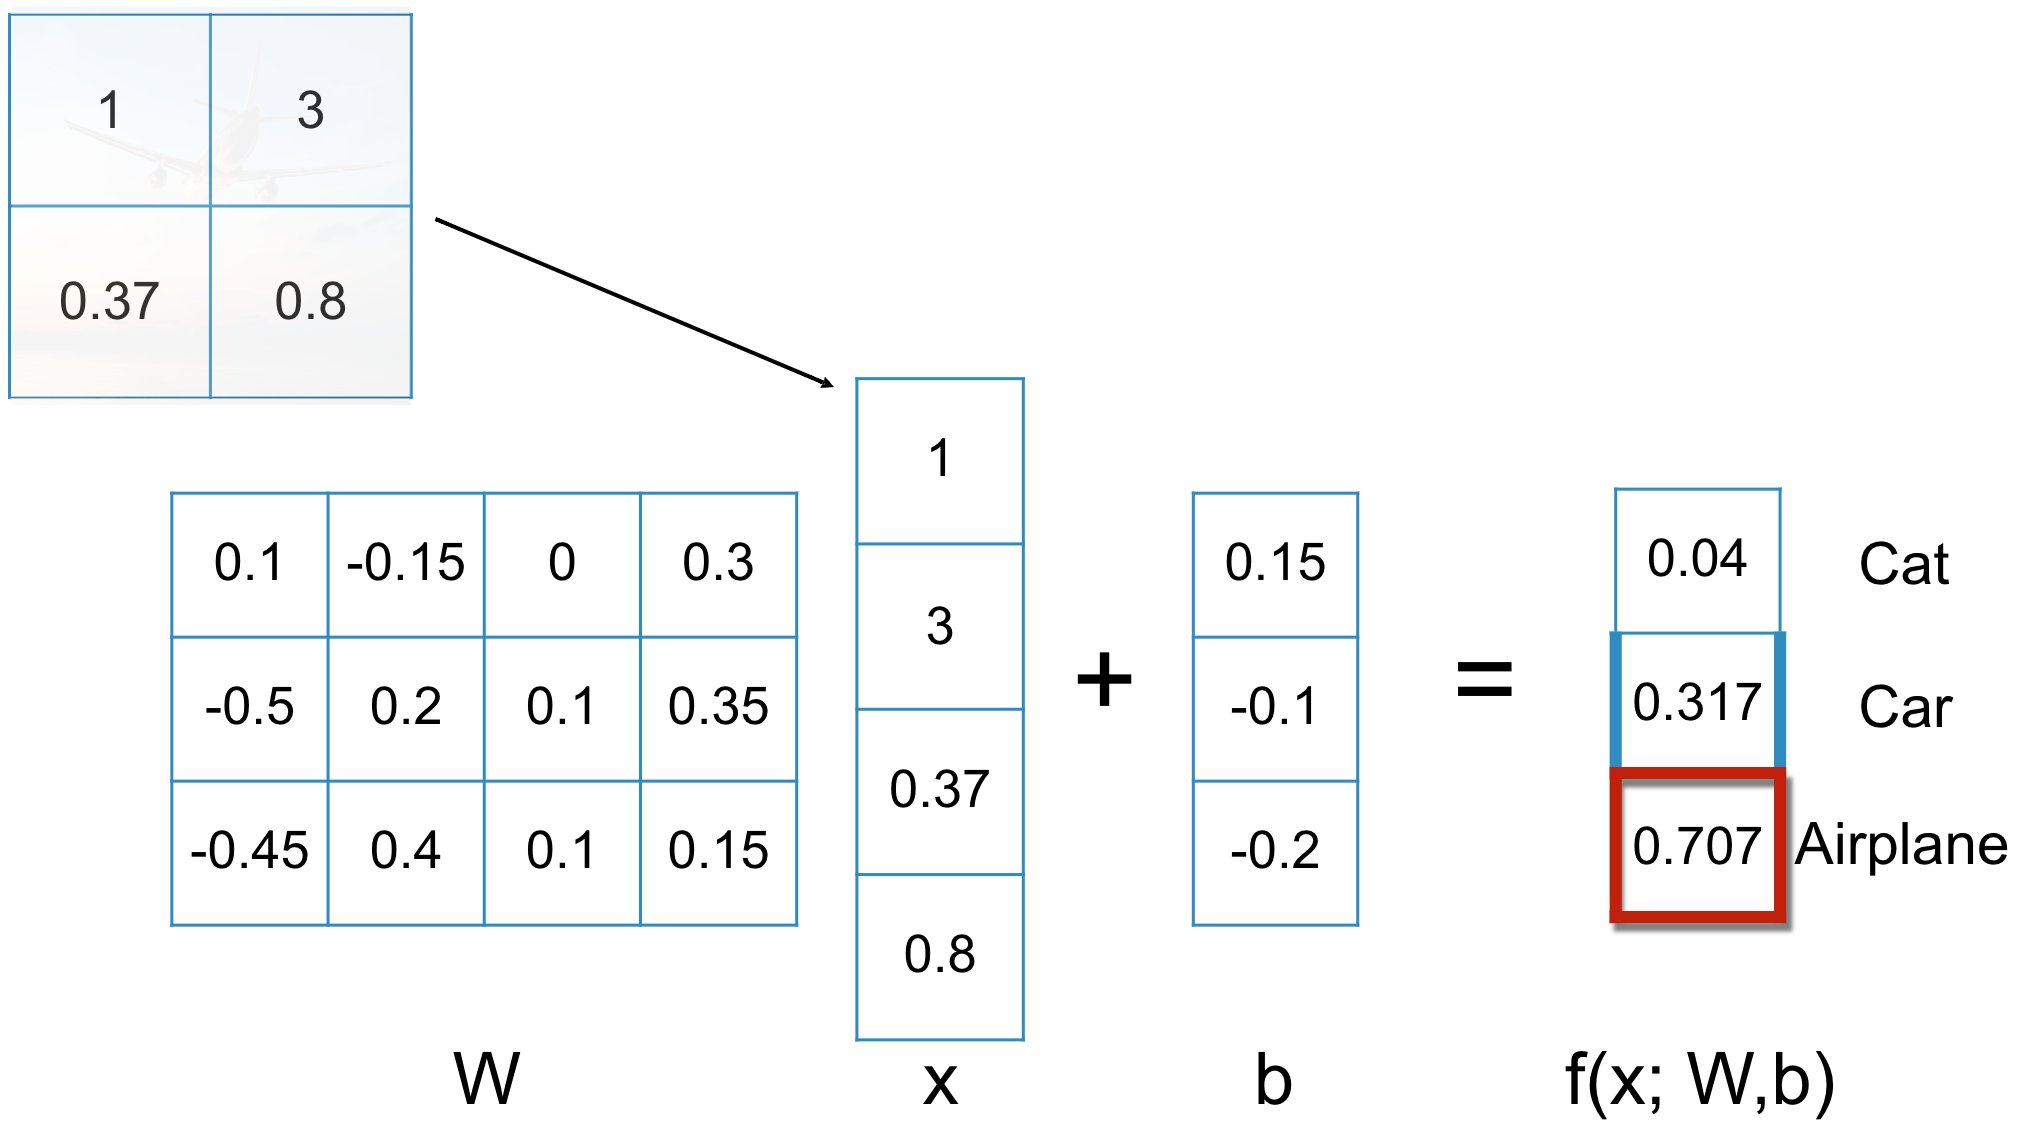 1 3
0.37 0.8
1
3
0.37
0.8
0.1 -0.15 0 0.3
-0.5 0.2 0.1 0.35
-0.45 0.4 0.1 0.15
+
0.15
-0.1
-0.2
=
0.04 Cat
0.317 Car
0.707 Airplane
W x b f(x; W,b)